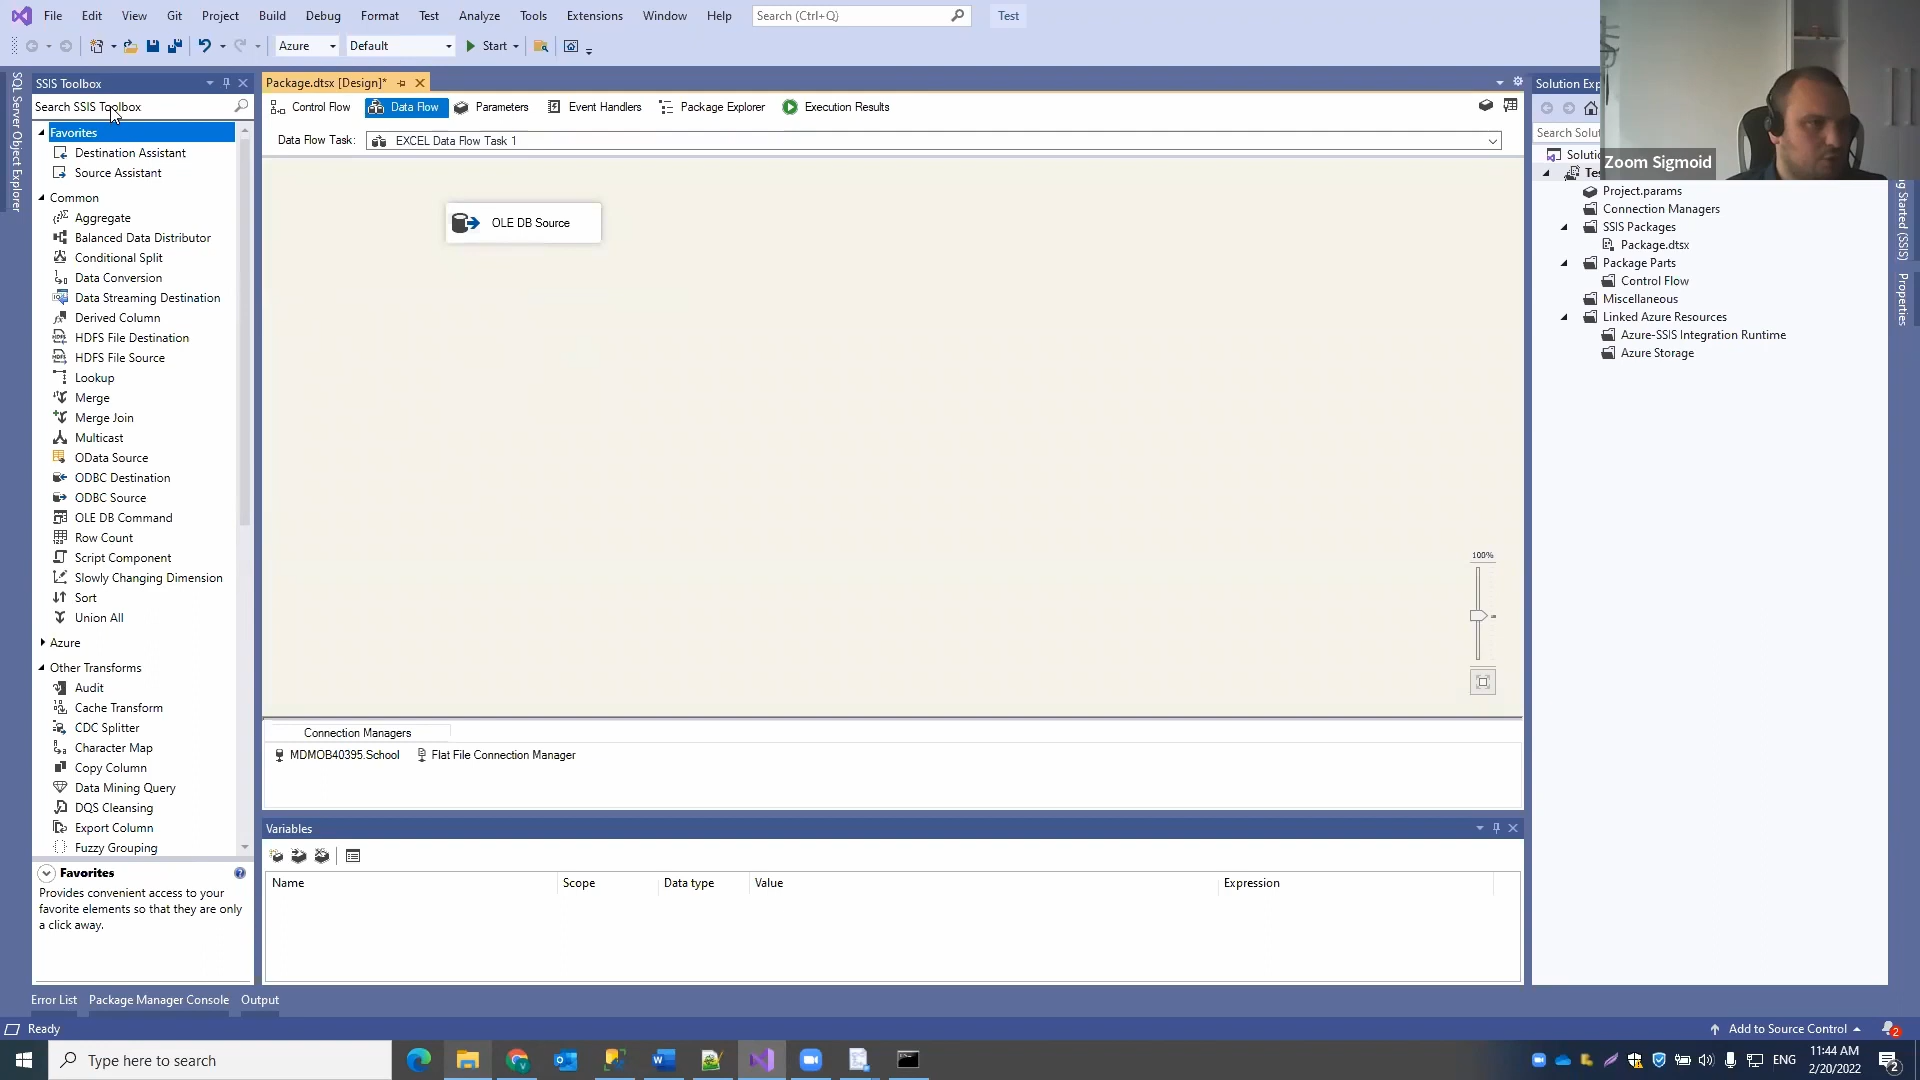 File Edit View Git Project Build Debug Format Test Analyze Tools Extensions Window Help Search (Ctrl+Q) Test
Azure Default Start
SQL Server Object Explorer
SSIS Toolbox
Search SSIS Toolbox
Favorites
Destination Assistant
Source Assistant
Common
Aggregate
Balanced Data Distributor
Conditional Split
Data Conversion
Data Streaming Destination
Derived Column
HDFS File Destination
HDFS File Source
Lookup
Merge
Merge Join
Multicast
OData Source
ODBC Destination
ODBC Source
OLE DB Command
Row Count
Script Component
Slowly Changing Dimension
Sort
Union All
Azure
Other Transforms
Audit
Cache Transform
CDC Splitter
Character Map
Copy Column
Data Mining Query
DQS Cleansing
Export Column
Fuzzy Grouping
Favorites
Provides convenient access to your
favorite elements so that they are only
a click away.
Package.dtsx [Design]*
Control Flow Data Flow Parameters Event Handlers Package Explorer Execution Results
Data Flow Task: EXCEL Data Flow Task 1
OLE DB Source
100%
Connection Managers
MDMOB40395.School Flat File Connection Manager
Variables
Name Scope Data type Value Expression
Solution Exp
Search Solu
Solutio
Tes
Zoom Sigmoid
Project.params
Connection Managers
SSIS Packages
Package.dtsx
Package Parts
Control Flow
Miscellaneous
Linked Azure Resources
Azure-SSIS Integration Runtime
Azure Storage
g Started (SSIS)
Properties
Error List Package Manager Console Output
Ready Add to Source Control 2
Type here to search ENG 11:44 AM
2/20/2022 2